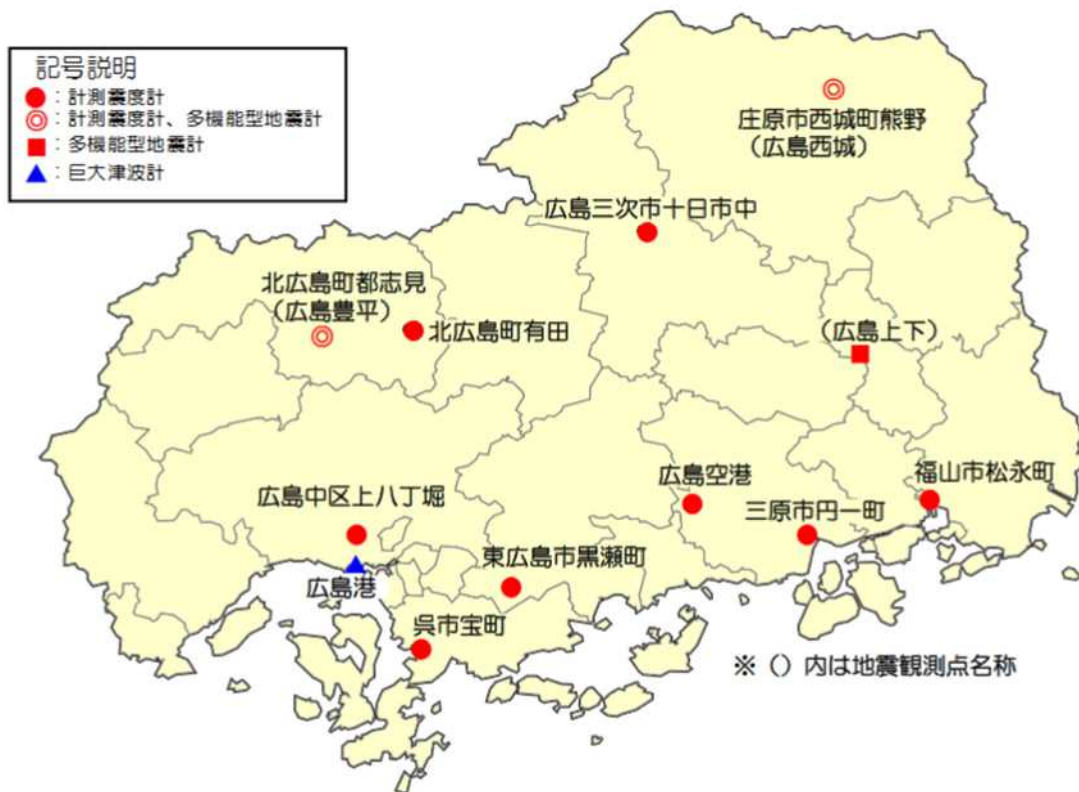 記号説明
：計測震度計
：計測震度計、多機能型地震計
：多機能型地震計
：巨大津波計
庄原市西城町熊野
（広島西城）
広島三次市十日市中
北広島町都志見
（広島豊平）
北広島町有田
（広島上下）
福山市松永町
広島空港
三原市円一町
広島中区上八丁堀
東広島市黒瀬町
広島港
呉市宝町
※（）内は地震観測点名称